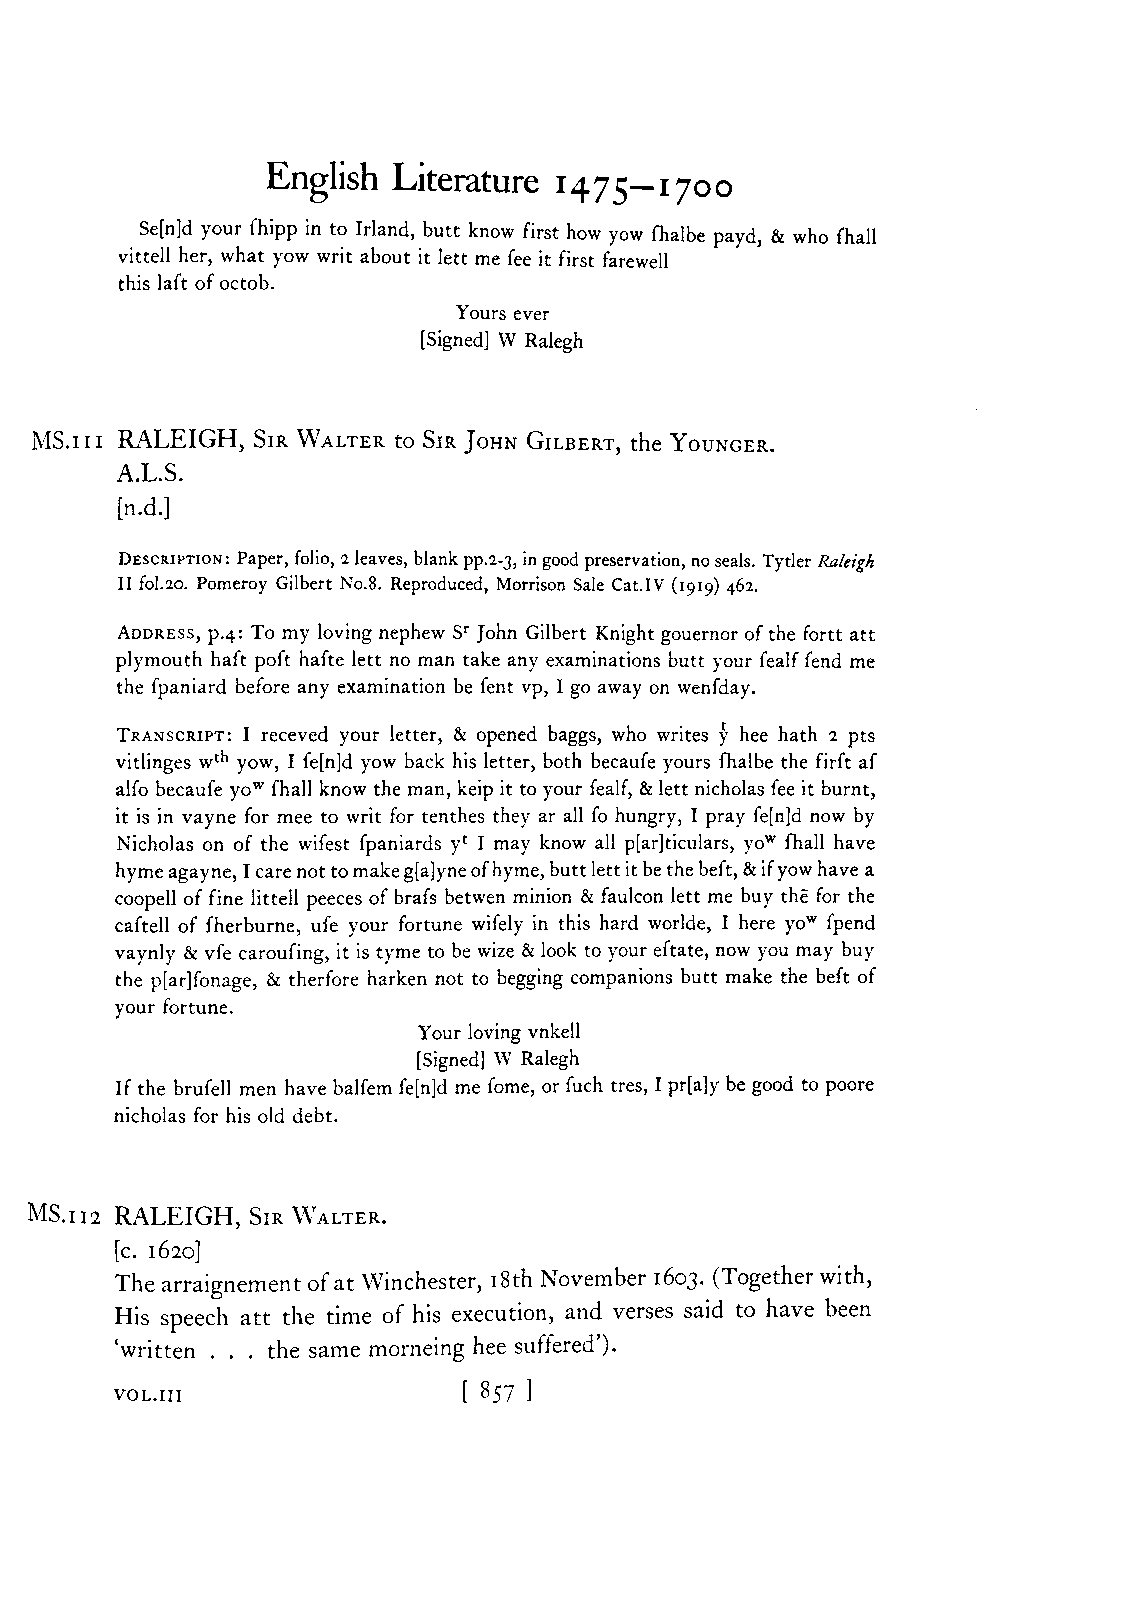 English Literature 1475–1700
Se[n]d your ſhipp in to Irland, butt know first how yow ſhalbe payd, & who ſhall
vittell her, what yow writ about it lett me ſee it first farewell
this laſt of octob.
Yours ever
[Signed] W Ralegh
MS.111 RALEIGH, Sir Walter to Sir John Gilbert, the Younger.
A.L.S.
[n.d.]
Description: Paper, folio, 2 leaves, blank pp.2-3, in good preservation, no seals. Tytler Raleigh
II fol.20. Pomeroy Gilbert No.8. Reproduced, Morrison Sale Cat.IV (1919) 462.
Address, p.4: To my loving nephew Sʳ John Gilbert Knight gouernor of the fortt att
plymouth haſt poſt haſte lett no man take any examinations butt your ſealf ſend me
the ſpaniard before any examination be ſent vp, I go away on wenſday.
Transcript: I receved your letter, & opened baggs, who writes yͭ hee hath 2 pts
vitlinges wᵗʰ yow, I ſe[n]d yow back his letter, both becauſe yours ſhalbe the firſt aſ
alſo becauſe yoʷ ſhall know the man, keip it to your ſealf, & lett nicholas ſee it burnt,
it is in vayne for mee to writ for tenthes they ar all ſo hungry, I pray ſe[n]d now by
Nicholas on of the wiſest ſpaniards yᵗ I may know all p[ar]ticulars, yoʷ ſhall have
hyme agayne, I care not to make g[a]yne of hyme, butt lett it be the beſt, & if yow have a
coopell of fine littell peeces of braſs betwen minion & faulcon lett me buy thē for the
caſtell of ſherburne, uſe your fortune wiſely in this hard worlde, I here yoʷ ſpend
vaynly & vſe carouſing, it is tyme to be wize & look to your eſtate, now you may buy
the p[ar]ſonage, & therfore harken not to begging companions butt make the beſt of
your fortune.
Your loving vnkell
[Signed] W Ralegh
If the bruſell men have balſem ſe[n]d me ſome, or ſuch tres, I pr[a]y be good to poore
nicholas for his old debt.
MS.112 RALEIGH, Sir Walter.
[c. 1620]
The arraignement of at Winchester, 18th November 1603. (Together with,
His speech att the time of his execution, and verses said to have been
‘written . . . the same morneing hee suffered’).
VOL.III [ 857 ]